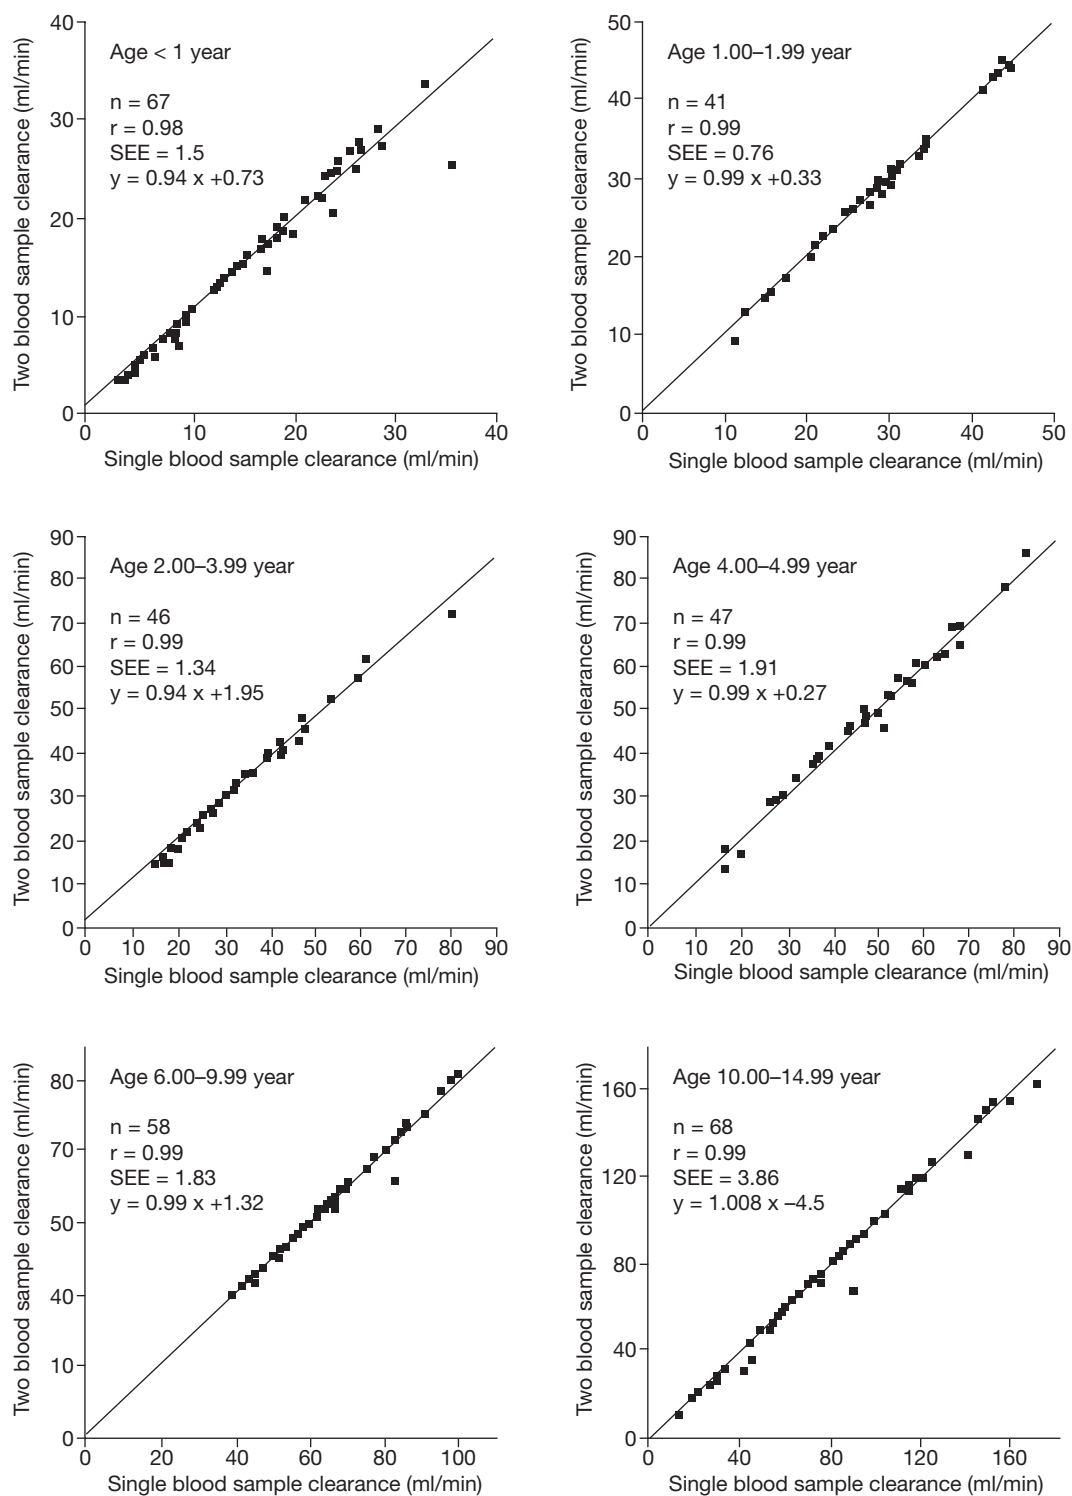 Age < 1 year
n = 67
r = 0.98
SEE = 1.5
y = 0.94 x +0.73
Two blood sample clearance (ml/min)
40
30
20
10
0
0 10 20 30 40
Single blood sample clearance (ml/min)
Age 1.00–1.99 year
n = 41
r = 0.99
SEE = 0.76
y = 0.99 x +0.33
Two blood sample clearance (ml/min)
50
40
30
20
10
0
0 10 20 30 40 50
Single blood sample clearance (ml/min)
Age 2.00–3.99 year
n = 46
r = 0.99
SEE = 1.34
y = 0.94 x +1.95
Two blood sample clearance (ml/min)
90
80
70
60
50
40
30
20
10
0
0 10 20 30 40 50 60 70 80 90
Single blood sample clearance (ml/min)
Age 4.00–4.99 year
n = 47
r = 0.99
SEE = 1.91
y = 0.99 x +0.27
Two blood sample clearance (ml/min)
90
80
70
60
50
40
30
20
10
0
0 10 20 30 40 50 60 70 80 90
Single blood sample clearance (ml/min)
Age 6.00–9.99 year
n = 58
r = 0.99
SEE = 1.83
y = 0.99 x +1.32
Two blood sample clearance (ml/min)
80
70
50
40
10
0
0 20 40 60 80 100
Single blood sample clearance (ml/min)
Age 10.00–14.99 year
n = 68
r = 0.99
SEE = 3.86
y = 1.008 x –4.5
Two blood sample clearance (ml/min)
160
120
80
40
0
0 40 80 120 160
Single blood sample clearance (ml/min)